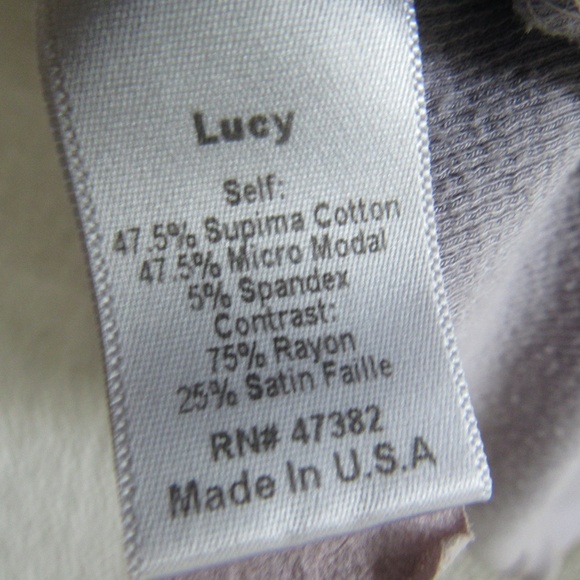 Lucy
Self:
47.5% Supima Cotton
47.5% Micro Modal
5% Spandex
Contrast:
75% Rayon
25% Satin Faille
RN# 47382
Made In U.S.A